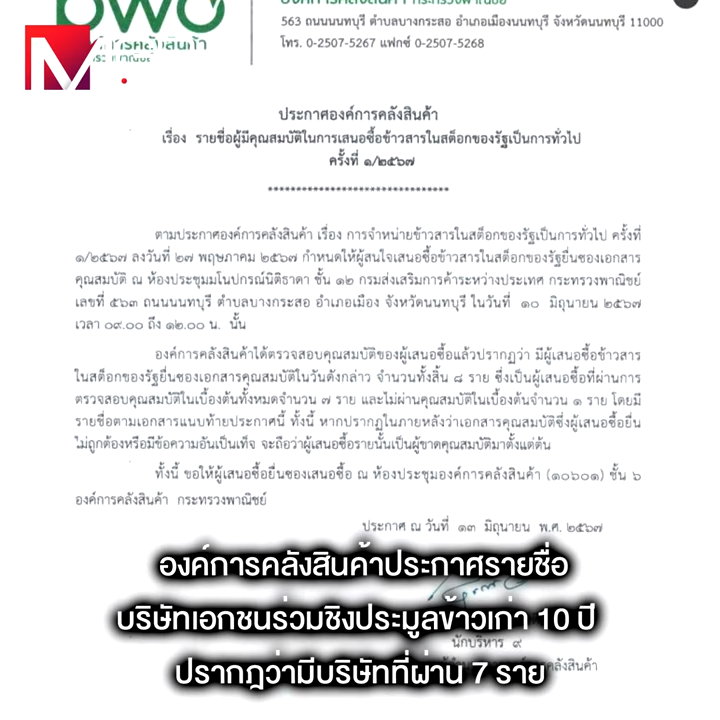 pwo
องค์การคลังสินค้า กระทรวงพาณิชย์
563 ถนนนนทบุรี ตำบลบางกระสอ อำเภอเมืองนนทบุรี จังหวัดนนทบุรี 11000
โทร. 0-2507-5267 แฟกซ์ 0-2507-5268
M.
ประกาศองค์การคลังสินค้า
เรื่อง รายชื่อผู้มีคุณสมบัติในการเสนอซื้อข้าวสารในสต็อกของรัฐเป็นการทั่วไป
ครั้งที่ ๑/๒๕๖๗
********************************
ตามประกาศองค์การคลังสินค้า เรื่อง การจำหน่ายข้าวสารในสต็อกของรัฐเป็นการทั่วไป ครั้งที่
๑/๒๕๖๗ ลงวันที่ ๒๗ พฤษภาคม ๒๕๖๗ กำหนดให้ผู้สนใจเสนอซื้อข้าวสารในสต็อกของรัฐยื่นซองเอกสาร
คุณสมบัติ ณ ห้องประชุมมโนปกรณ์นิติธาดา ชั้น ๑๒ กรมส่งเสริมการค้าระหว่างประเทศ กระทรวงพาณิชย์
เลขที่ ๕๖๓ ถนนนนทบุรี ตำบลบางกระสอ อำเภอเมือง จังหวัดนนทบุรี ในวันที่ ๑๐ มิถุนายน ๒๕๖๗
เวลา ๐๙.๐๐ ถึง ๑๒.๐๐ น. นั้น
องค์การคลังสินค้าได้ตรวจสอบคุณสมบัติของผู้เสนอซื้อแล้วปรากฏว่า มีผู้เสนอซื้อข้าวสาร
ในสต็อกของรัฐยื่นซองเอกสารคุณสมบัติในวันดังกล่าว จำนวนทั้งสิ้น ๘ ราย ซึ่งเป็นผู้เสนอซื้อที่ผ่านการ
ตรวจสอบคุณสมบัติในเบื้องต้นทั้งหมดจำนวน ๗ ราย และไม่ผ่านคุณสมบัติในเบื้องต้นจำนวน ๑ ราย โดยมี
รายชื่อตามเอกสารแนบท้ายประกาศนี้ ทั้งนี้ หากปรากฏในภายหลังว่าเอกสารคุณสมบัติซึ่งผู้เสนอซื้อยื่น
ไม่ถูกต้องหรือมีข้อความอันเป็นเท็จ จะถือว่าผู้เสนอซื้อรายนั้นเป็นผู้ขาดคุณสมบัติมาตั้งแต่ต้น
ทั้งนี้ ขอให้ผู้เสนอซื้อยื่นซองเสนอซื้อ ณ ห้องประชุมองค์การคลังสินค้า (๑๐๖๐๑) ชั้น ๖
องค์การคลังสินค้า กระทรวงพาณิชย์
ประกาศ ณ วันที่ ๑๓ มิถุนายน พ.ศ. ๒๕๖๗
องค์การคลังสินค้าประกาศรายชื่อ
บริษัทเอกชนร่วมชิงประมูลข้าวเก่า 10 ปี
นักบริหาร ๙
ปรากฎว่ามีบริษัทที่ผ่าน 7 ราย
คลังสินค้า